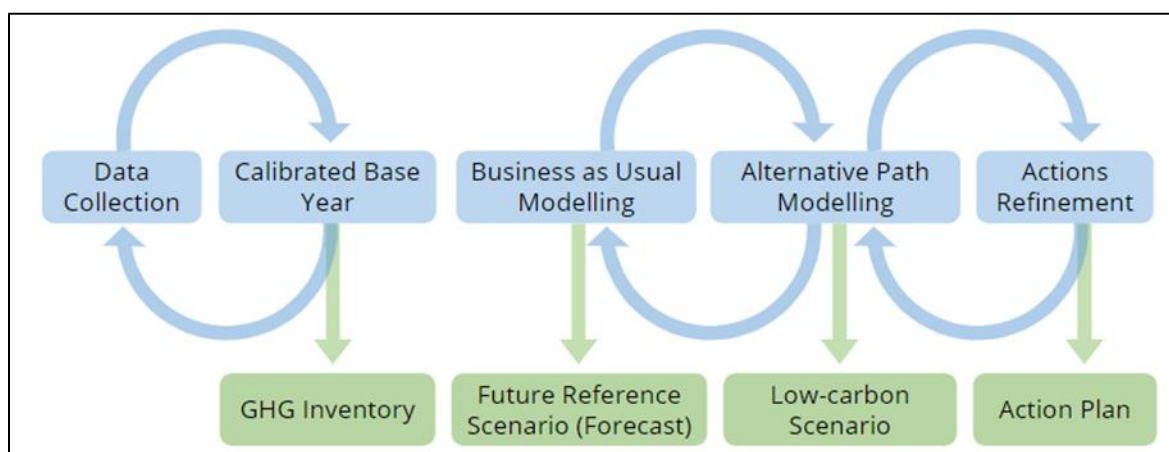 Data
Collection
Calibrated Base
Year
Business as Usual
Modelling
Alternative Path
Modelling
Actions
Refinement
GHG Inventory
Future Reference
Scenario (Forecast)
Low-carbon
Scenario
Action Plan